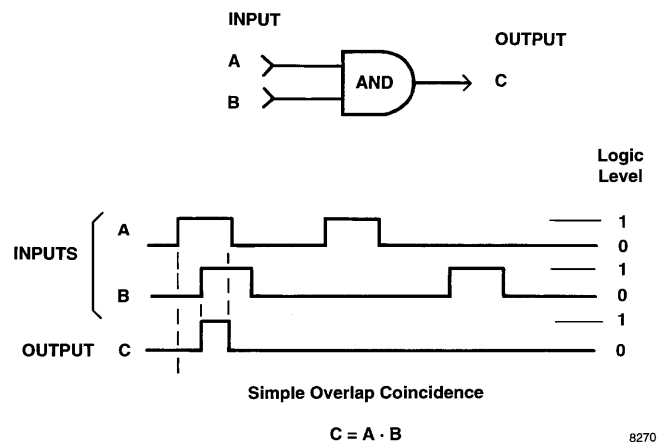 INPUT
OUTPUT
A
AND
C
B
Logic
Level
A
1
0
INPUTS
1
B
0
1
OUTPUT C
0
Simple Overlap Coincidence
C = A · B
8270